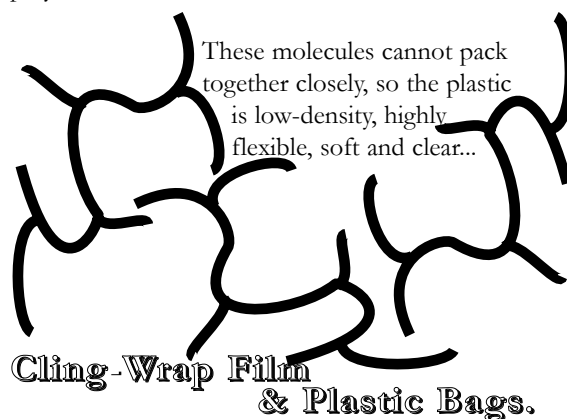 These molecules cannot pack
together closely, so the plastic
is low-density, highly
flexible, soft and clear...
Cling-Wrap Film
& Plastic Bags.